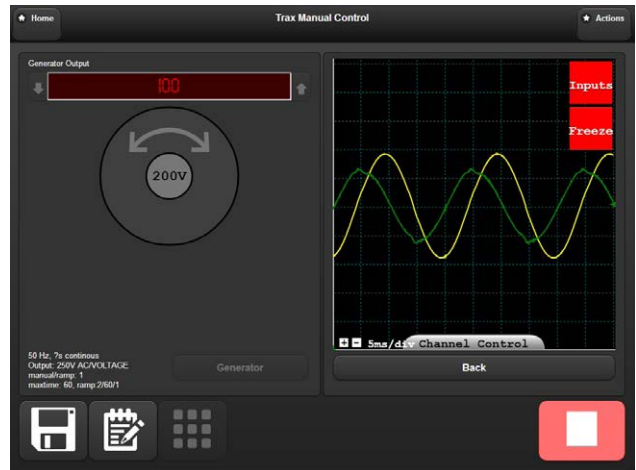 Home
Trax Manual Control
Actions
Generator Output
100
200V
50 Hz, ?s continous
Output: 250V AC/VOLTAGE
manual/ramp: 1
maxtime: 60, ramp:2/60/1
Generator
Inputs
Freeze
5ms/div Channel Control
Back